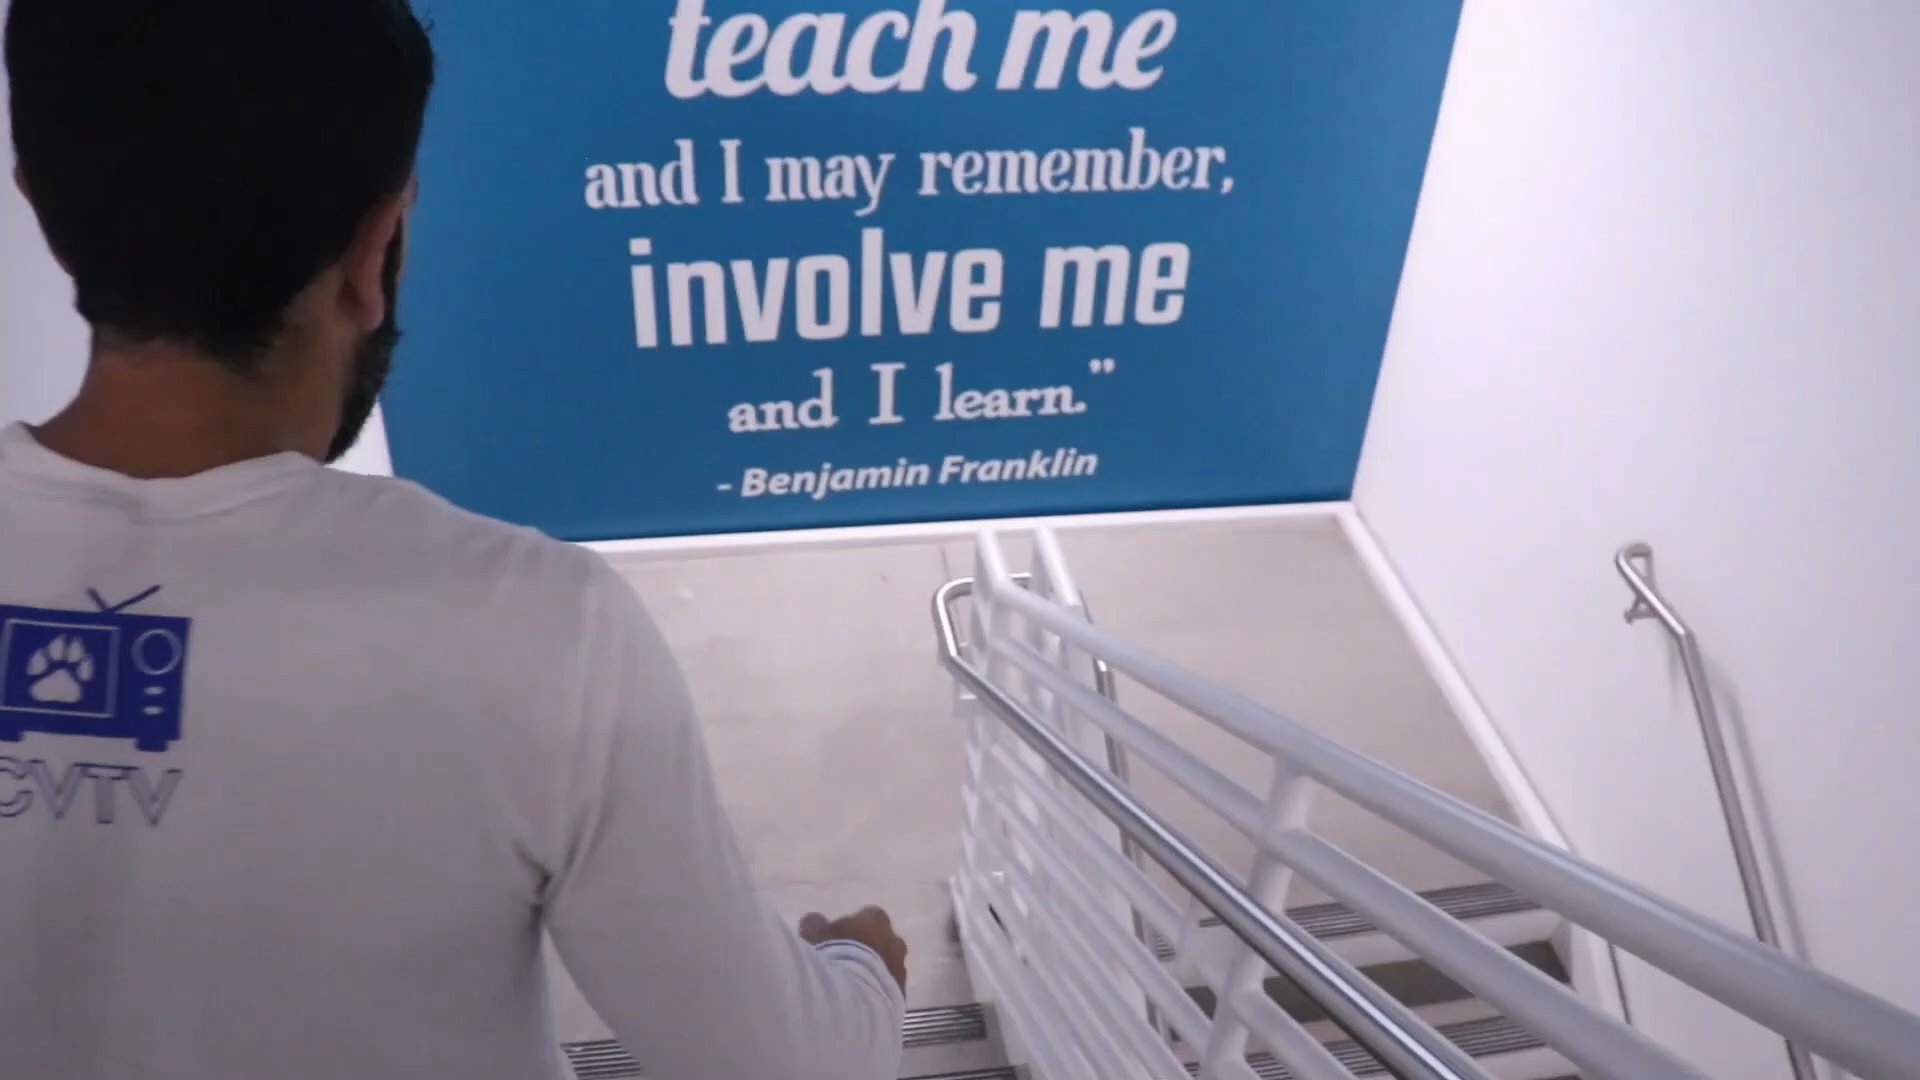 teach me
and I may remember,
involve me
and I learn.”
- Benjamin Franklin
CVTV